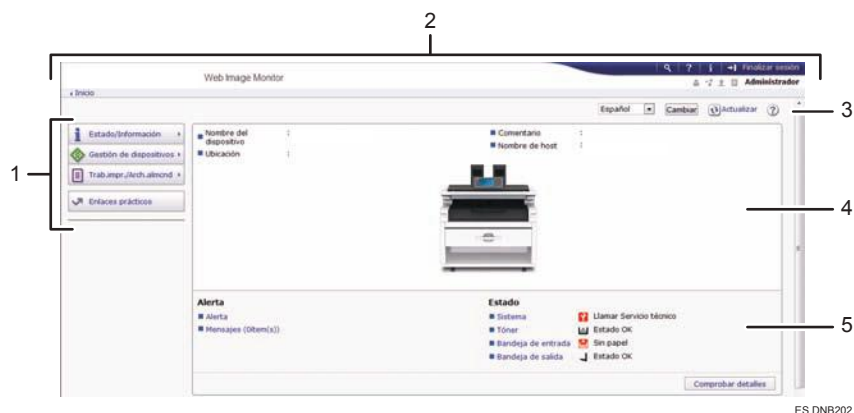 2
Finalizar sesión
Web Image Monitor
Administrador
Inicio
Español Cambiar Actualizar
3
1
Estado/Información
Gestión de dispositivos
Trab.impr./Arch.almcnd
Enlaces prácticos
Nombre del dispositivo :
Ubicación :
Comentario :
Nombre de host :
4
Alerta
Alerta
Mensajes (0item(s))
Estado
Sistema Llamar Servicio técnico
Tóner Estado OK
Bandeja de entrada Sin papel
Bandeja de salida Estado OK
5
Comprobar detalles
ES DNB202